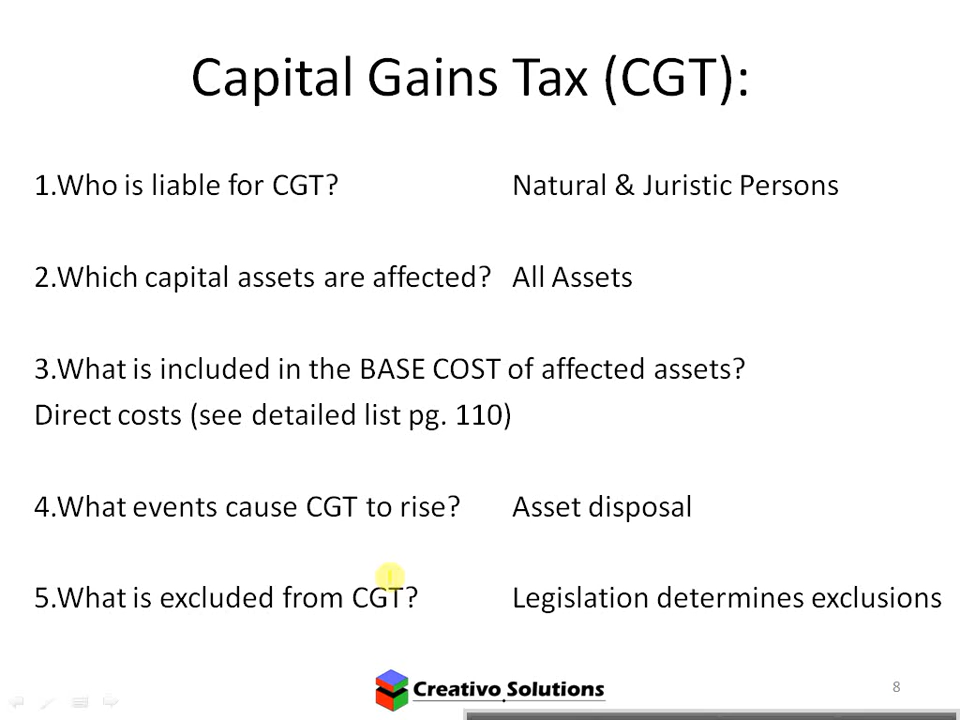 Capital Gains Tax (CGT):
1.Who is liable for CGT? Natural & Juristic Persons
2.Which capital assets are affected? All Assets
3.What is included in the BASE COST of affected assets?
Direct costs (see detailed list pg. 110)
4.What events cause CGT to rise? Asset disposal
5.What is excluded from CGT? Legislation determines exclusions
Creativo Solutions
8